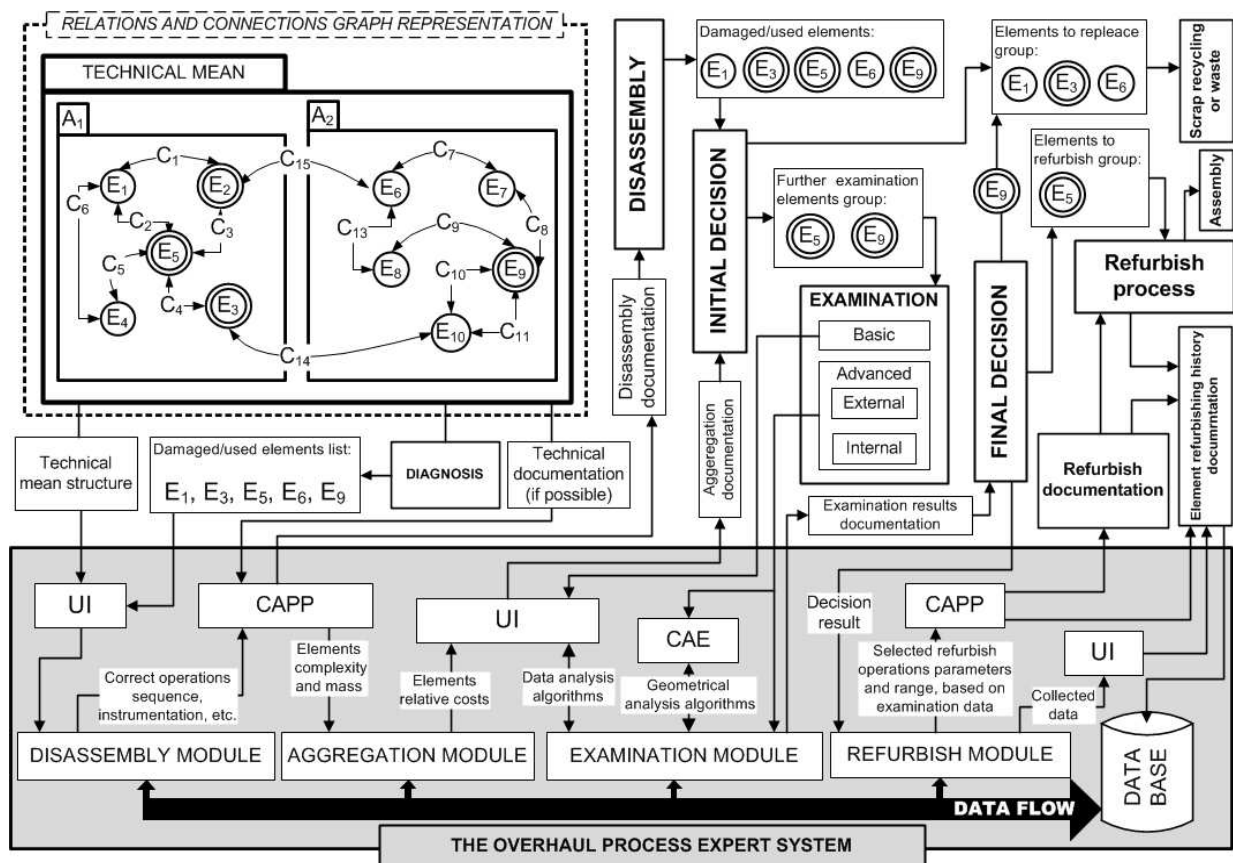 RELATIONS AND CONNECTIONS GRAPH REPRESENTATION
TECHNICAL MEAN
A₁
C₁
E₁
E₂
C₆
C₂
C₃
E₅
C₅
C₄
E₃
E₄
C₁₅
C₁₄
A₂
C₇
E₆
E₇
C₁₃
C₉
C₈
E₈
C₁₀
E₉
E₁₀
C₁₁
Technical
mean structure
Damaged/used elements list:
E₁, E₃, E₅, E₆, E₉
DIAGNOSIS
Technical
documentation
(if possible)
DISASSEMBLY
Disassembly
documentation
Damaged/used elements:
E₁ E₃ E₅ E₆ E₉
INITIAL DECISION
Aggeregation
documentation
Further examination
elements group:
E₅ E₉
EXAMINATION
Basic
Advanced
External
Internal
Examination results
documentation
FINAL DECISION
E₉
Elements to repleace
group:
E₁ E₃ E₆
Scrap recycling
or waste
Elements to
refurbish group:
E₅
Assembly
Refurbish
process
Refurbish
documentation
Element refurbishing history
documrntation
UI
CAPP
UI
CAE
Decision
result
CAPP
UI
Correct operations
sequence,
instrumentation, etc.
Elements
complexity
and mass
Elements
relative costs
Data analysis
algorithms
Geometrical
analysis algorithms
Selected refurbish
operations parameters
and range, based on
examination data
Collected
data
DISASSEMBLY MODULE
AGGREGATION MODULE
EXAMINATION MODULE
REFURBISH MODULE
DATA
BASE
DATA FLOW
THE OVERHAUL PROCESS EXPERT SYSTEM